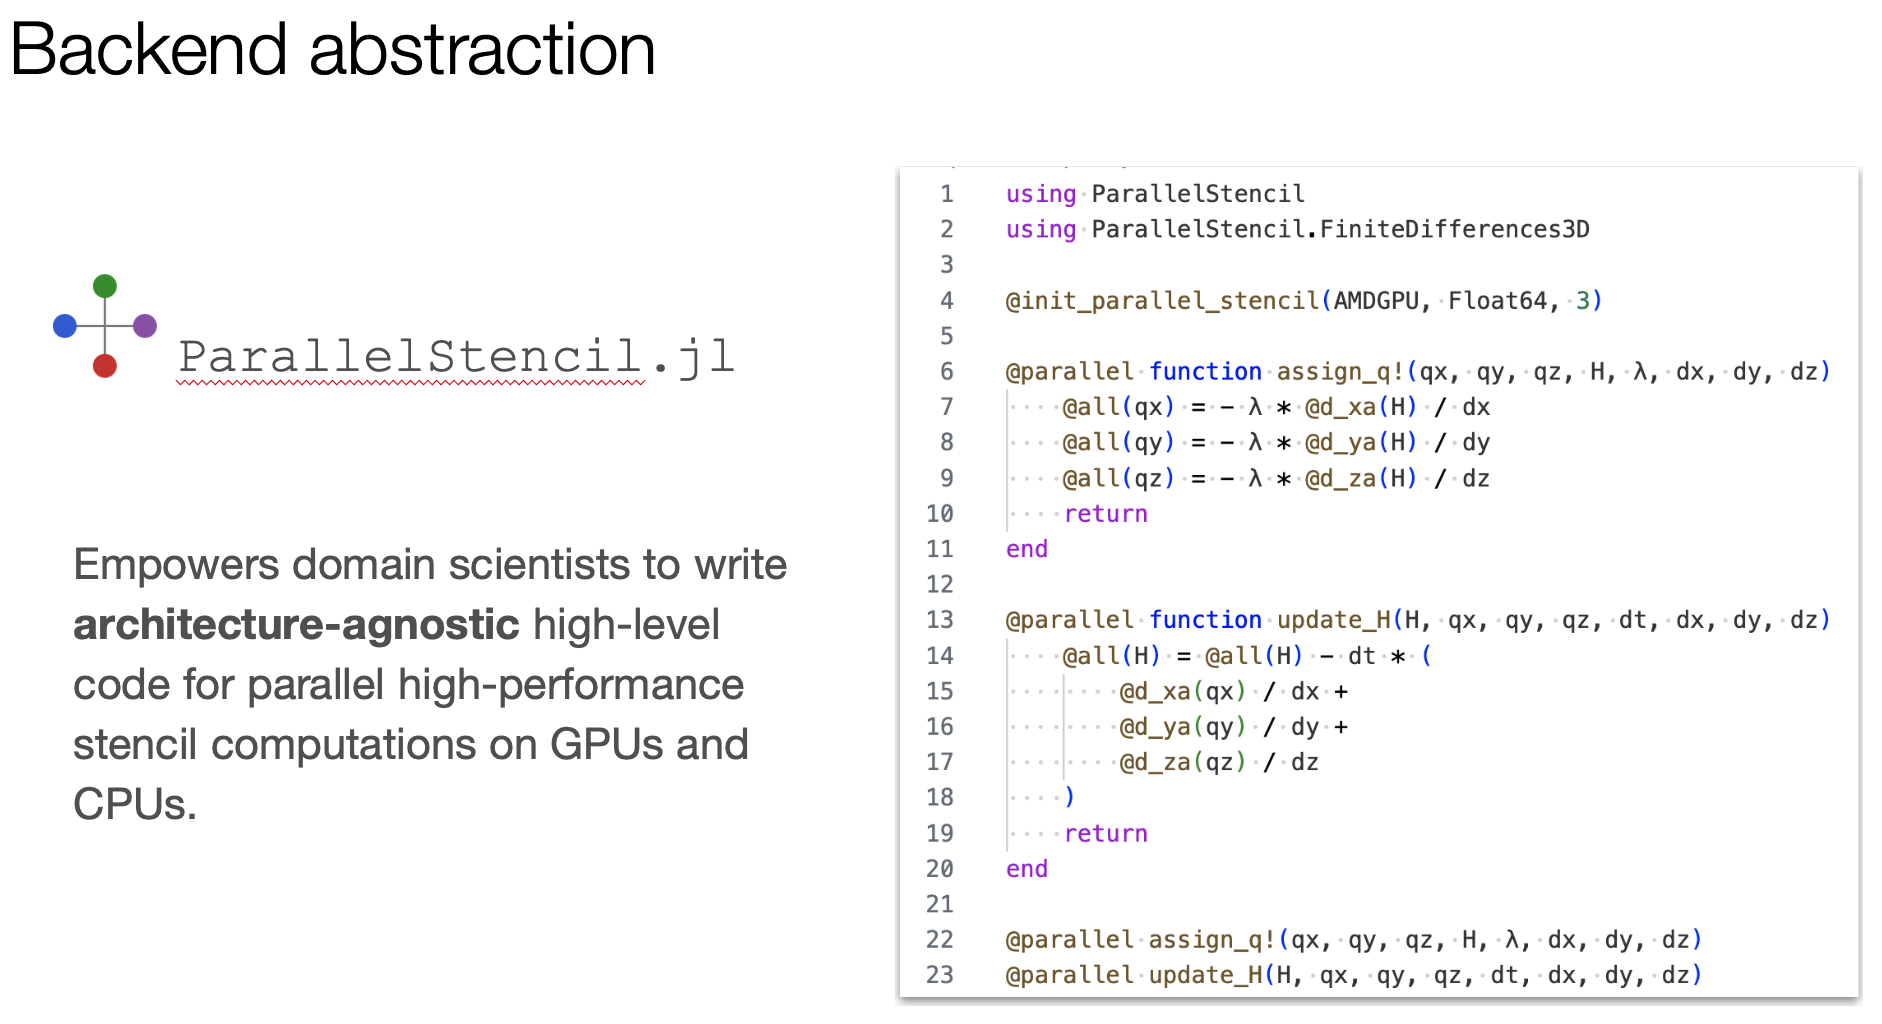 Backend abstraction
ParallelStencil.jl
Empowers domain scientists to write
architecture-agnostic high-level
code for parallel high-performance
stencil computations on GPUs and
CPUs.
1 using ParallelStencil
2 using ParallelStencil.FiniteDifferences3D
3
4 @init_parallel_stencil(AMDGPU, Float64, 3)
5
6 @parallel function assign_q!(qx, qy, qz, H, λ, dx, dy, dz)
7     @all(qx) = - λ * @d_xa(H) / dx
8     @all(qy) = - λ * @d_ya(H) / dy
9     @all(qz) = - λ * @d_za(H) / dz
10     return
11 end
12
13 @parallel function update_H(H, qx, qy, qz, dt, dx, dy, dz)
14     @all(H) = @all(H) - dt * (
15         @d_xa(qx) / dx +
16         @d_ya(qy) / dy +
17         @d_za(qz) / dz
18     )
19     return
20 end
21
22 @parallel assign_q!(qx, qy, qz, H, λ, dx, dy, dz)
23 @parallel update_H(H, qx, qy, qz, dt, dx, dy, dz)